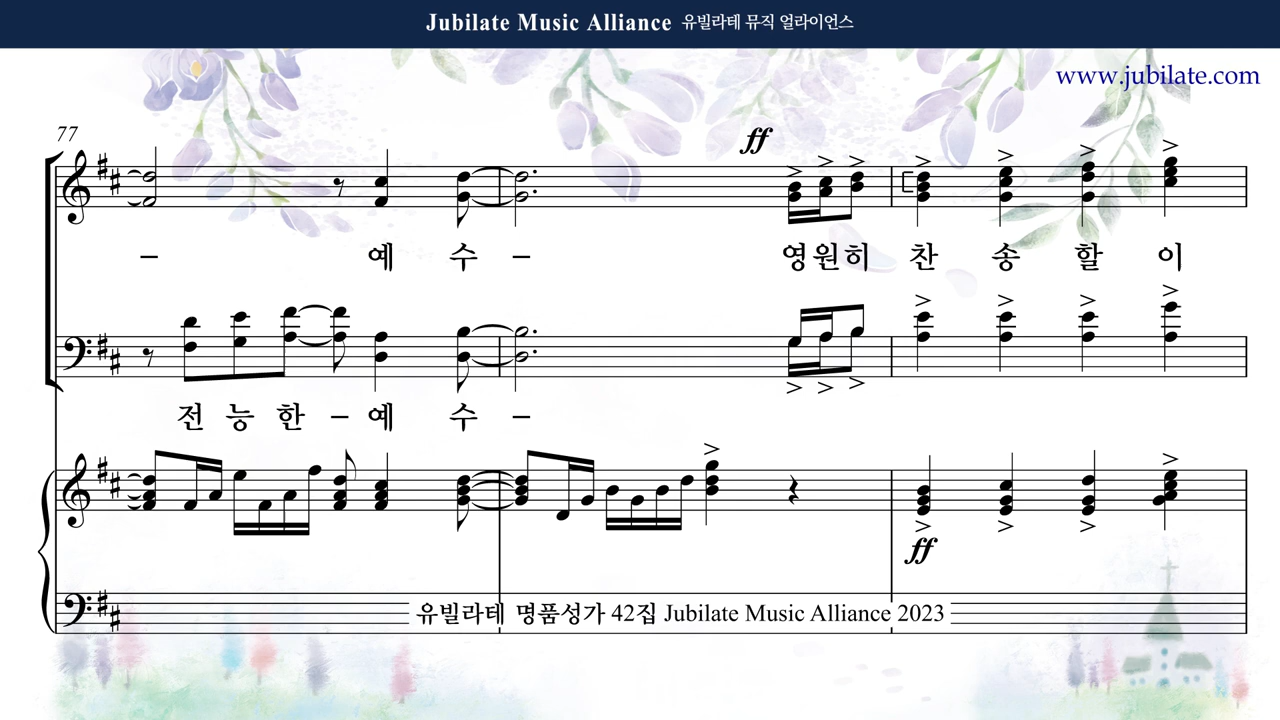 Jubilate Music Alliance 유빌라테 뮤직 얼라이언스
www.jubilate.com
77
ff
– 예 수 – 영원히 찬 송 할 이
전 능 한 – 예 수 –
ff
유빌라테 명품성가 42집 Jubilate Music Alliance 2023